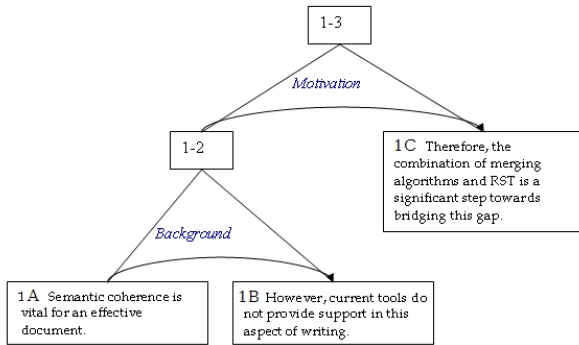 1-3
Motivation
1-2
1C Therefore, the
combination of merging
algorithms and RST is a
significant step towards
bridging this gap.
Background
1A Semantic coherence is
vital for an effective
document.
1B However, current tools do
not provide support in this
aspect of writing.